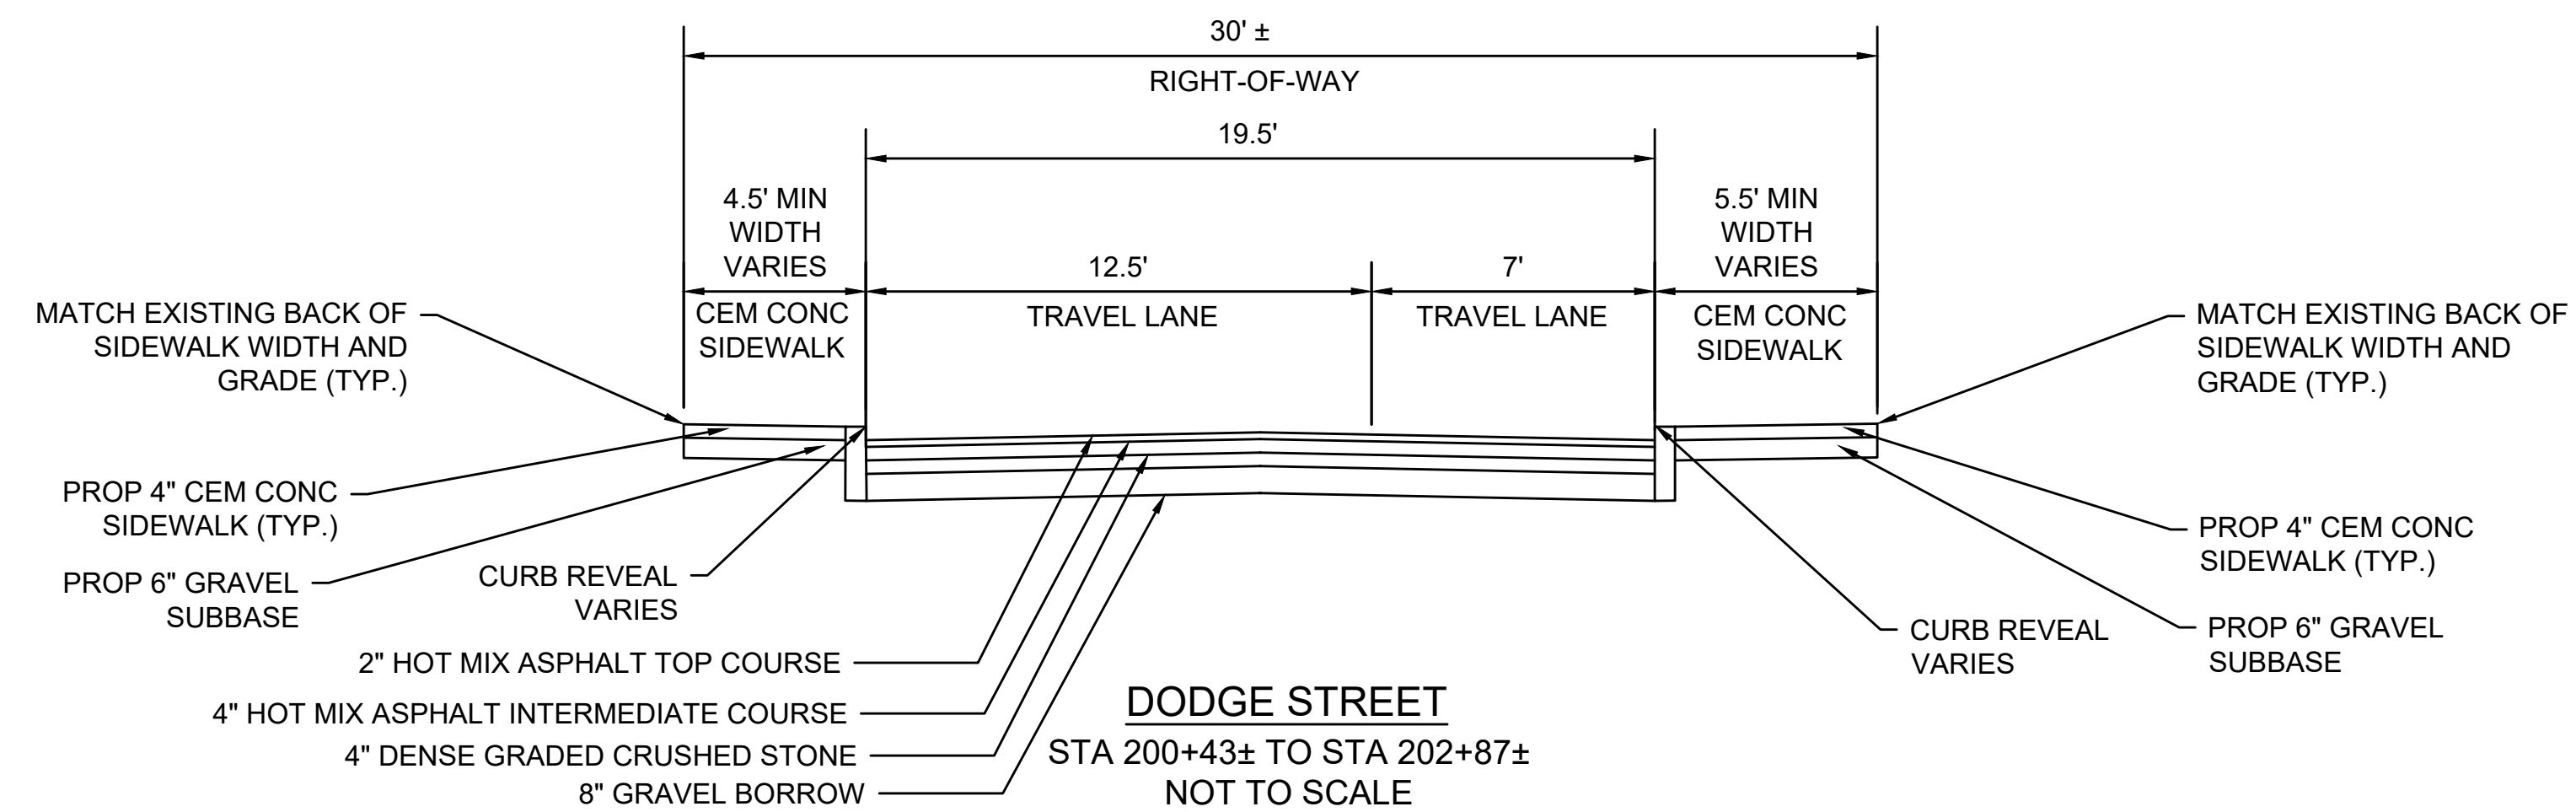 30' ±
RIGHT-OF-WAY
19.5'
4.5' MIN
WIDTH
VARIES
5.5' MIN
WIDTH
VARIES
12.5'
7'
CEM CONC
SIDEWALK
TRAVEL LANE
TRAVEL LANE
CEM CONC
SIDEWALK
MATCH EXISTING BACK OF
SIDEWALK WIDTH AND
GRADE (TYP.)
MATCH EXISTING BACK OF
SIDEWALK WIDTH AND
GRADE (TYP.)
PROP 4" CEM CONC
SIDEWALK (TYP.)
PROP 6" GRAVEL
SUBBASE
CURB REVEAL
VARIES
PROP 4" CEM CONC
SIDEWALK (TYP.)
CURB REVEAL
VARIES
PROP 6" GRAVEL
SUBBASE
2" HOT MIX ASPHALT TOP COURSE
4" HOT MIX ASPHALT INTERMEDIATE COURSE
4" DENSE GRADED CRUSHED STONE
8" GRAVEL BORROW
DODGE STREET
STA 200+43± TO STA 202+87±
NOT TO SCALE